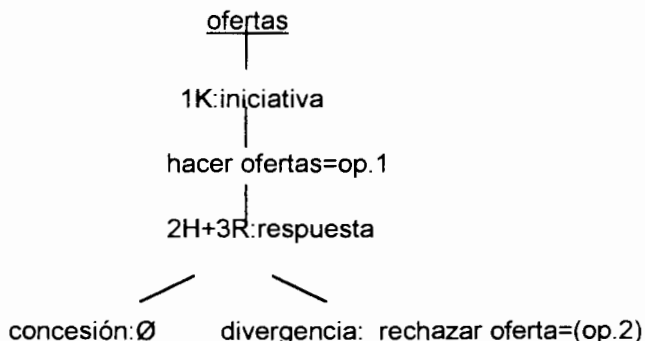 ofertas
1K:iniciativa
hacer ofertas=op.1
2H+3R:respuesta
concesión:Ø divergencia: rechazar oferta=(op.2)